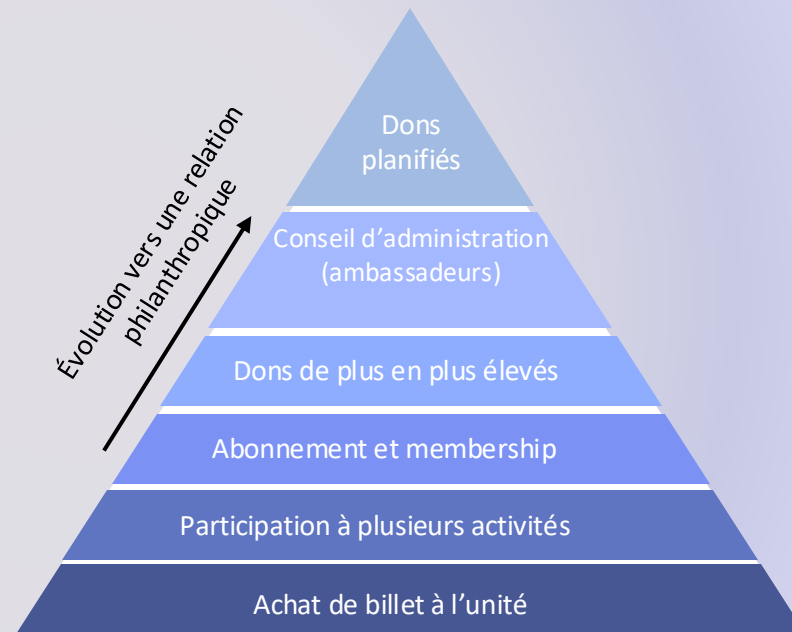 Évolution vers une relation
philanthropique
Dons
planifiés
Conseil d’administration
(ambassadeurs)
Dons de plus en plus élevés
Abonnement et membership
Participation à plusieurs activités
Achat de billet à l’unité